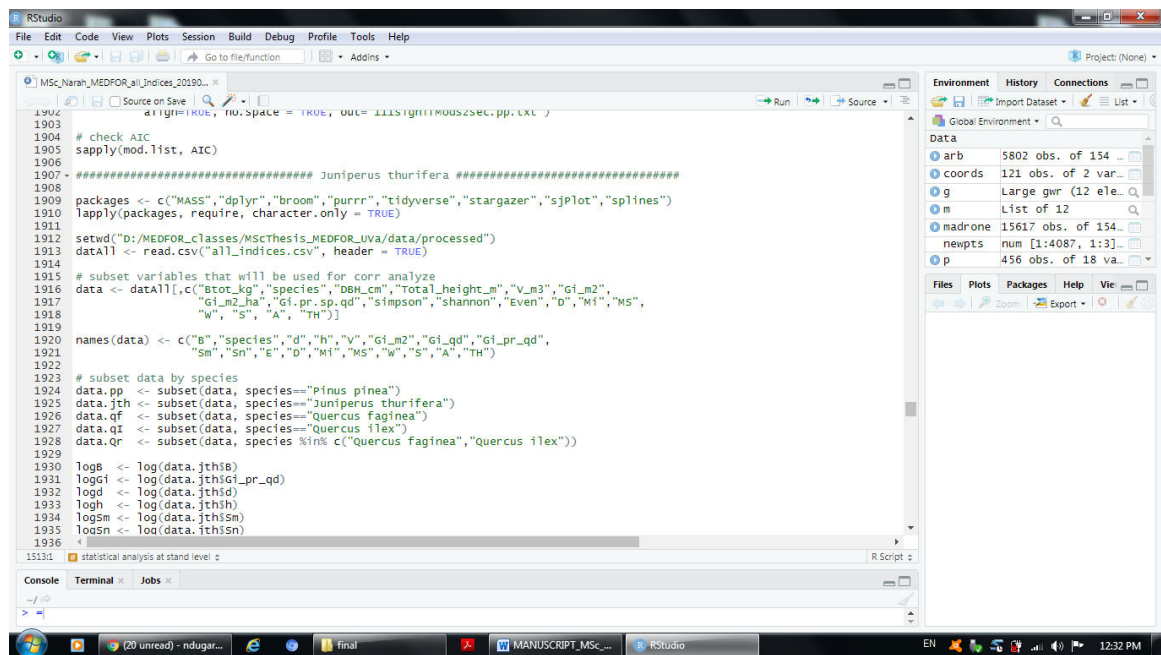 RStudio
File Edit Code View Plots Session Build Debug Profile Tools Help
Go to file/function Addins Project: (None)
MSc_Narah_MEDFOR_all_Indices_20190...
Source on Save Run Source
1902 align=TRUE, no.space = TRUE, out=
1903
1904 # check AIC
1905 sapply(mod.list, AIC)
1906
1907 ################################## Juniperus thurifera #################################
1908
1909 packages <- c("MASS","dplyr","broom","purrr","tidyverse","stargazer","sjPlot","splines")
1910 lapply(packages, require, character.only = TRUE)
1911
1912 setwd("D:/MEDFOR_classes/MScThesis_MEDFOR_UVa/data/processed")
1913 datAll <- read.csv("all_indices.csv", header = TRUE)
1914
1915 # subset variables that will be used for corr analyze
1916 data <- datAll[,c("Btot_kg","species","DBH_cm","Total_height_m","V_m3","Gi_m2",
1917 "Gi_m2_ha","Gi.pr.sp.qd","simpson","shannon","Even","D","Mi","MS",
1918 "W", "S", "A", "TH")]
1919
1920 names(data) <- c("B","species","d","h","V","Gi_m2","Gi_qd","Gi_pr_qd",
1921 "Sm","Sn","E","D","Mi","MS","W","S","A","TH")
1922
1923 # subset data by species
1924 data.pp <- subset(data, species=="Pinus pinea")
1925 data.jth <- subset(data, species=="Juniperus thurifera")
1926 data.qf <- subset(data, species=="Quercus faginea")
1927 data.qI <- subset(data, species=="Quercus ilex")
1928 data.Qr <- subset(data, species %in% c("Quercus faginea","Quercus ilex"))
1929
1930 logB <- log(data.jth$B)
1931 logGi <- log(data.jth$Gi_pr_qd)
1932 logd <- log(data.jth$d)
1933 logh <- log(data.jth$h)
1934 logSm <- log(data.jth$Sm)
1935 logSn <- log(data.jth$Sn)
1936
1513:1 statistical analysis at stand level R Script
Console Terminal Jobs
~/
> =
Environment History Connections
Import Dataset List
Global Environment
Data
arb 5802 obs. of 154 ...
coords 121 obs. of 2 var...
g Large gwr (12 ele...
m List of 12
madrone 15617 obs. of 154...
newpts num [1:4087, 1:3]...
p 456 obs. of 18 va...
Files Plots Packages Help Vie
Zoom Export
(20 unread) - ndugar... final MANUSCRIPT_MSc_... RStudio EN 12:32 PM